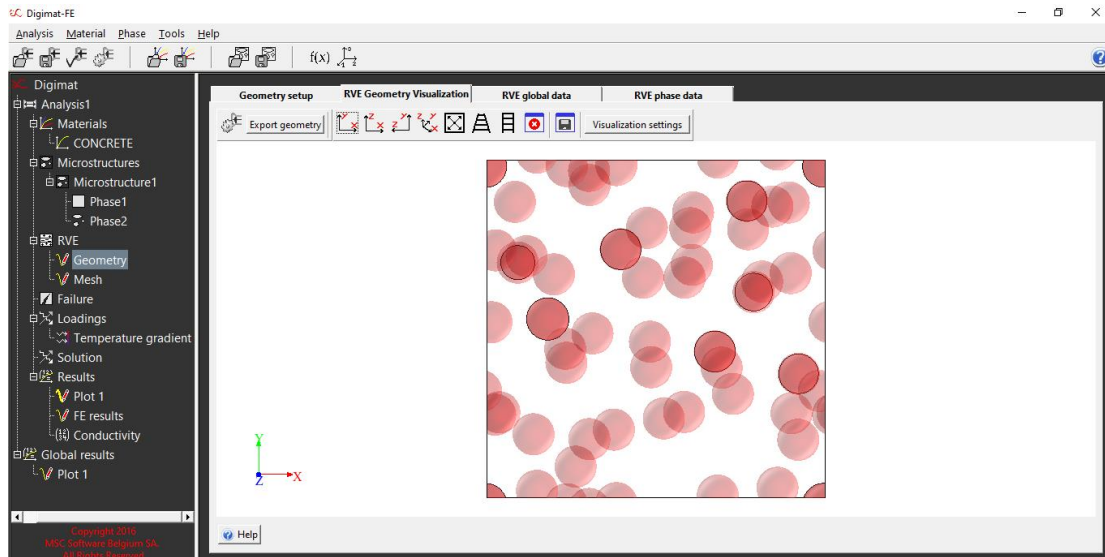 Digimat-FE
Analysis Material Phase Tools Help
f(x)
Digimat
Analysis1
Materials
CONCRETE
Microstructures
Microstructure1
Phase1
Phase2
RVE
Geometry
Mesh
Failure
Loadings
Temperature gradient
Solution
Results
Plot 1
FE results
Conductivity
Global results
Plot 1
Copyright 2016
MSC Software Belgium SA.
All Rights Reserved
Geometry setup RVE Geometry Visualization RVE global data RVE phase data
Export geometry Visualization settings
Y
Z X
Help